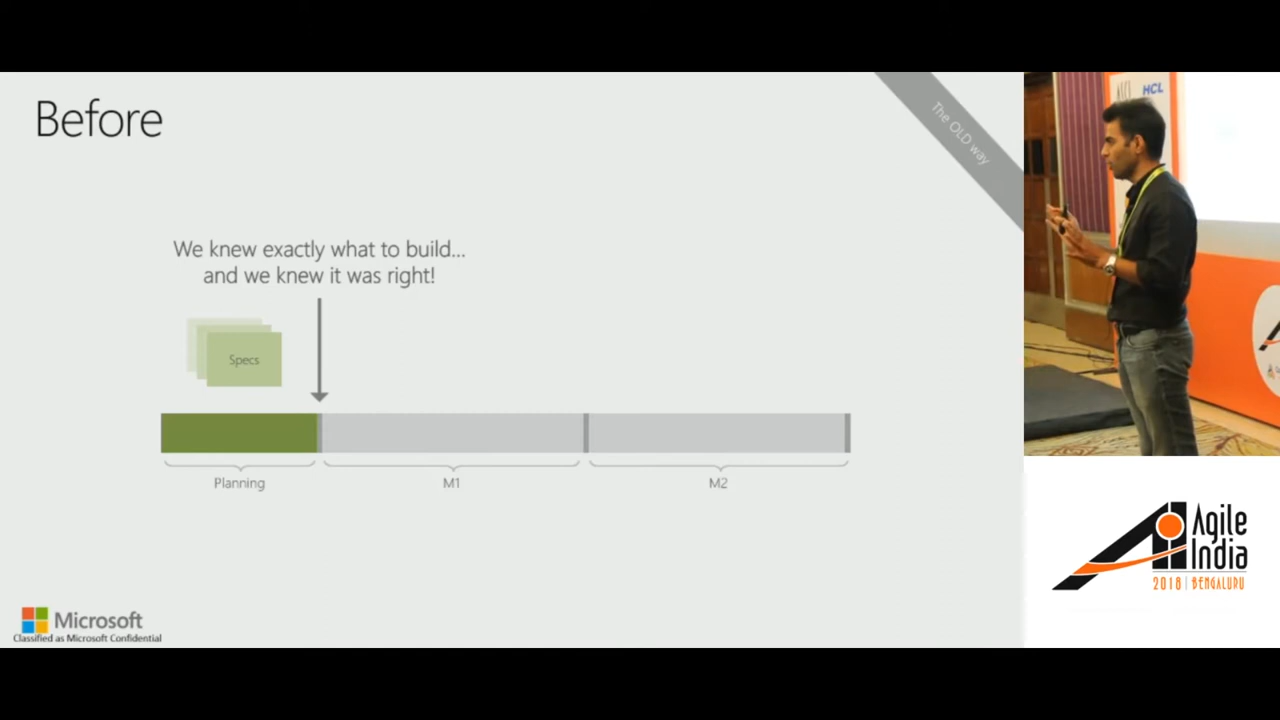 Before
The OLD way
We knew exactly what to build...
and we knew it was right!
Specs
Planning
M1
M2
Microsoft
Classified as Microsoft Confidential
HCL
Agile
India
2018 | BENGALURU